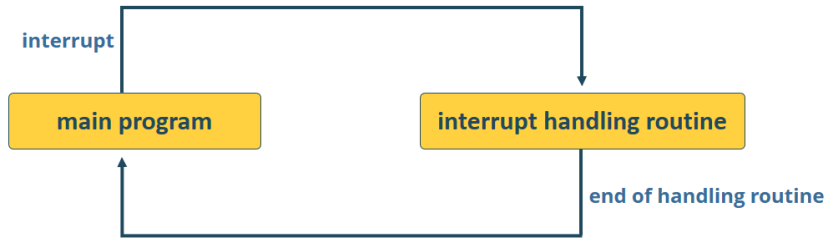 interrupt
main program
interrupt handling routine
end of handling routine